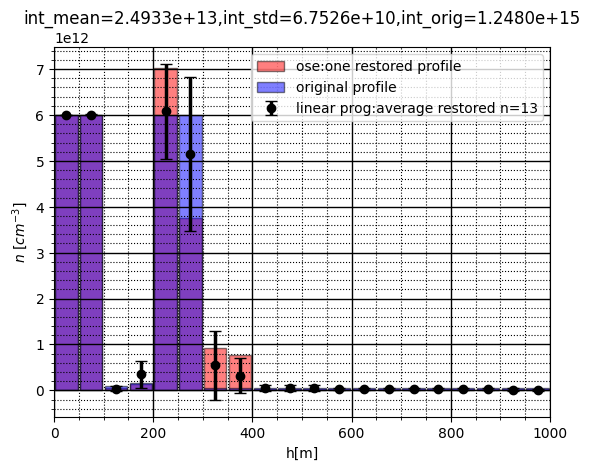 int_mean=2.4933e+13,int_std=6.7526e+10,int_orig=1.2480e+15
1e12
ose:one restored profile
original profile
linear prog:average restored n=13
7
6
5
4
3
2
1
0
n [cm⁻³]
0 200 400 600 800 1000
h[m]